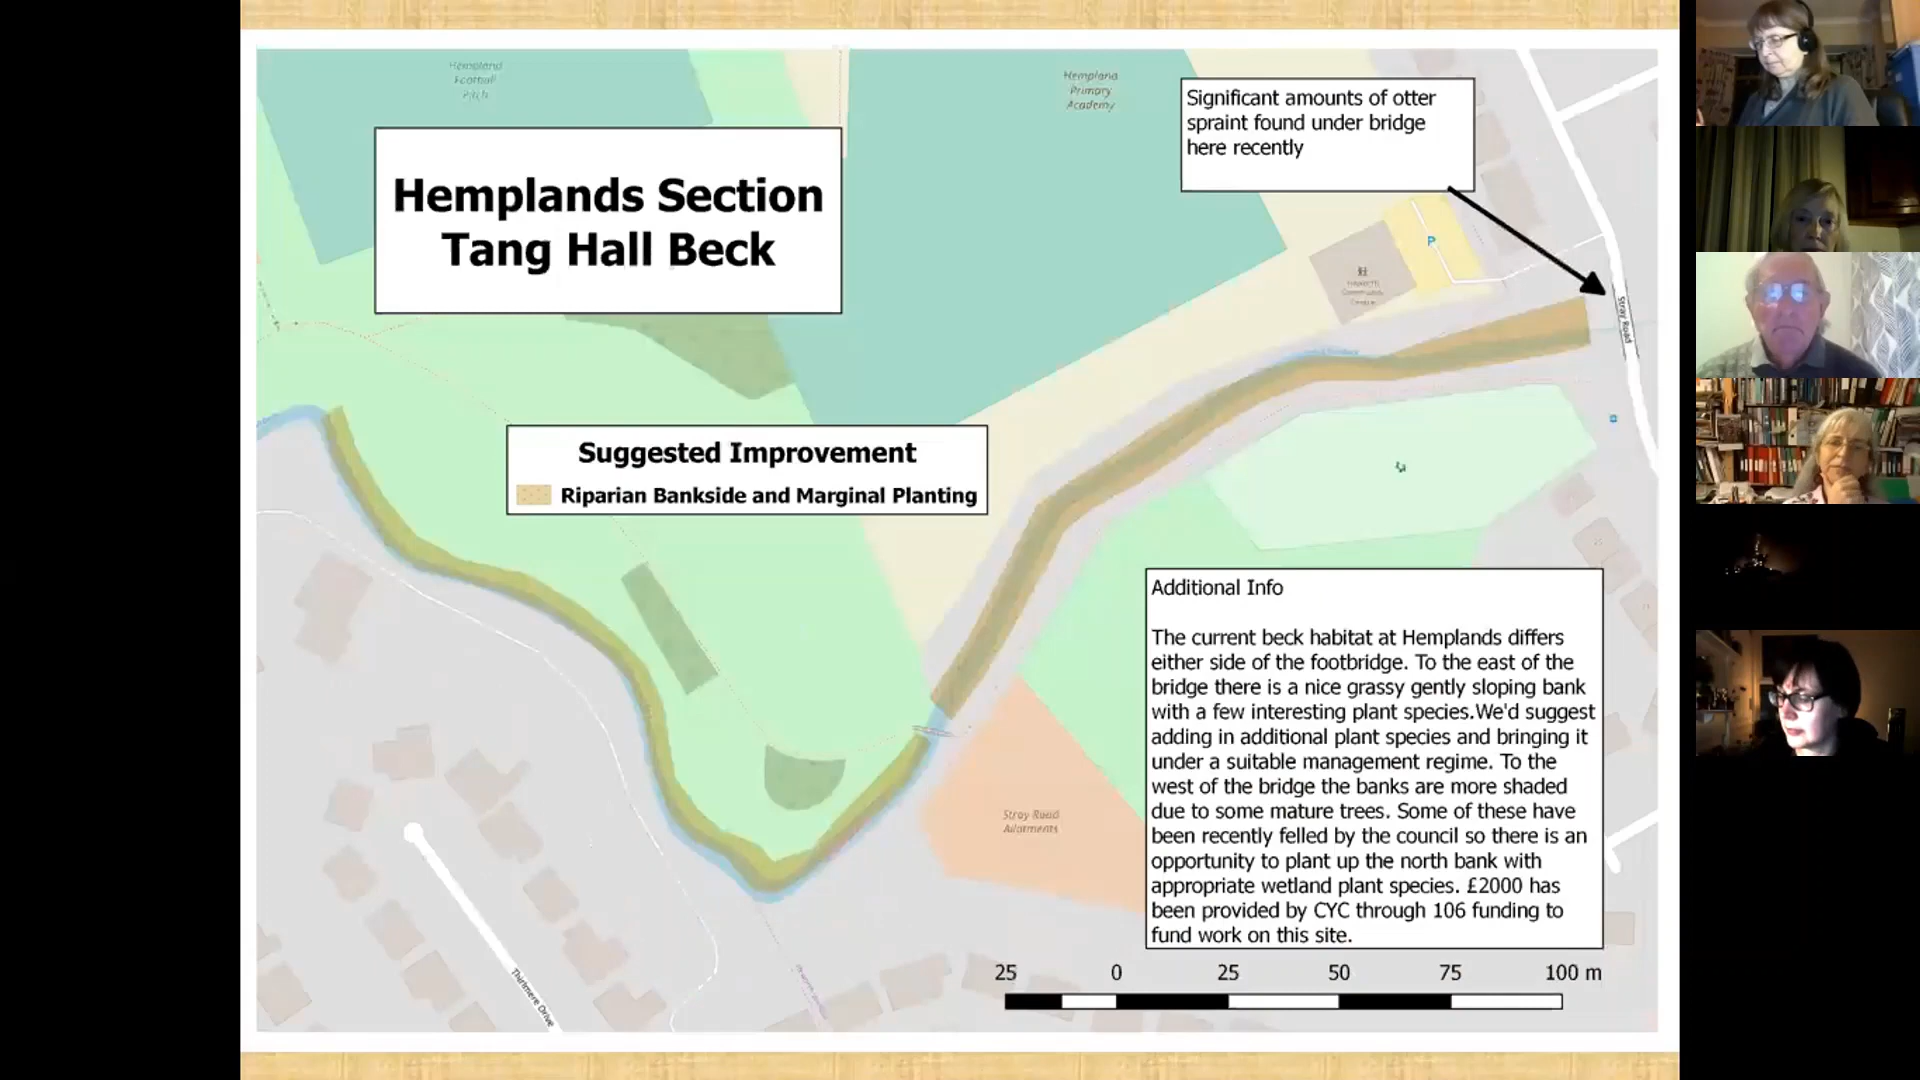 Hempland
Football
Pitch
Hempland
Primary
Academy
Significant amounts of otter
spraint found under bridge
here recently
Hemplands Section
Tang Hall Beck
P
Stray Road
Suggested Improvement
Riparian Bankside and Marginal Planting
Additional Info
The current beck habitat at Hemplands differs
either side of the footbridge. To the east of the
bridge there is a nice grassy gently sloping bank
with a few interesting plant species.We'd suggest
adding in additional plant species and bringing it
under a suitable management regime. To the
west of the bridge the banks are more shaded
due to some mature trees. Some of these have
been recently felled by the council so there is an
opportunity to plant up the north bank with
appropriate wetland plant species. £2000 has
been provided by CYC through 106 funding to
fund work on this site.
Stray Road
Allotments
Thirlmere Drive
25 0 25 50 75 100 m